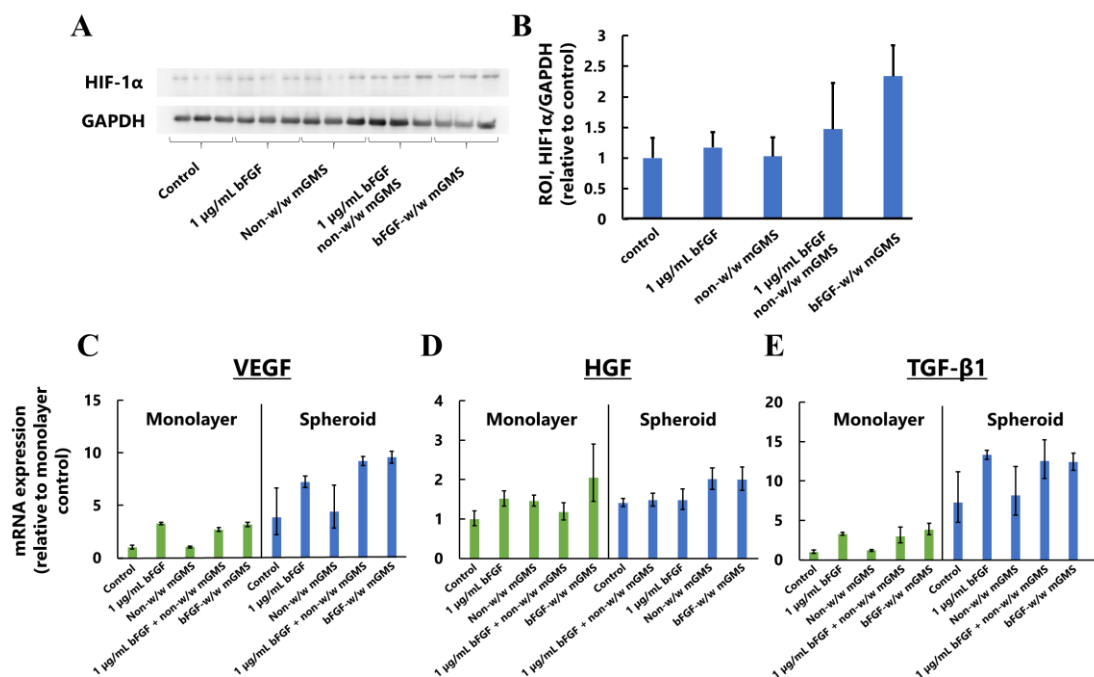 A
HIF-1α
GAPDH
Control
1 µg/mL bFGF
Non-w/w mGMS
1 µg/mL bFGF
non-w/w mGMS
bFGF-w/w mGMS
B
ROI, HIF1α/GAPDH
(relative to control)
3
2.5
2
1.5
1
0.5
0
control
1 µg/mL bFGF
non-w/w mGMS
1 µg/mL bFGF
non-w/w mGMS
bFGF-w/w mGMS
C
VEGF
mRNA expression
(relative to monolayer
control)
15
10
5
0
Monolayer
Spheroid
Control
1 µg/mL bFGF
Non-w/w mGMS
1 µg/mL bFGF + non-w/w mGMS
bFGF-w/w mGMS
Control
1 µg/mL bFGF
Non-w/w mGMS
1 µg/mL bFGF + non-w/w mGMS
bFGF-w/w mGMS
D
HGF
4
3
2
1
0
Monolayer
Spheroid
Control
1 µg/mL bFGF
Non-w/w mGMS
1 µg/mL bFGF + non-w/w mGMS
bFGF-w/w mGMS
Control
1 µg/mL bFGF + non-w/w mGMS
1 µg/mL bFGF
Non-w/w mGMS
bFGF-w/w mGMS
E
TGF-β1
20
15
10
5
0
Monolayer
Spheroid
Control
1 µg/mL bFGF
Non-w/w mGMS
1 µg/mL bFGF + non-w/w mGMS
bFGF-w/w mGMS
Control
1 µg/mL bFGF
Non-w/w mGMS
1 µg/mL bFGF + non-w/w mGMS
bFGF-w/w mGMS